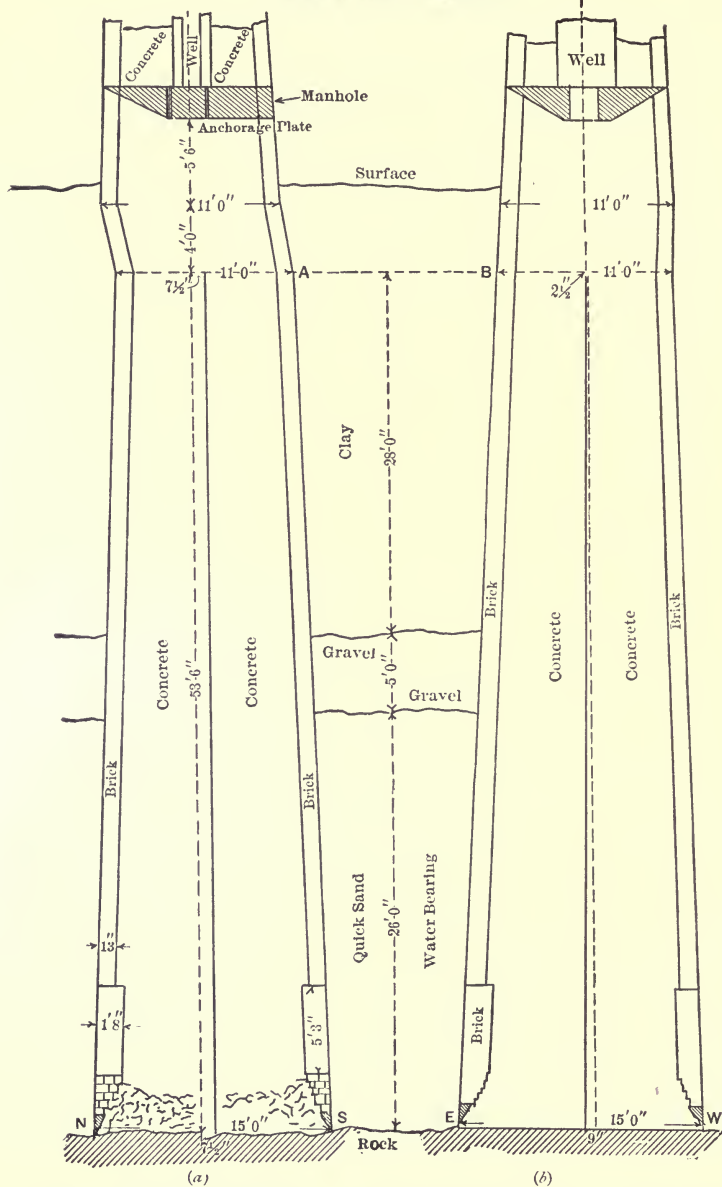 Concrete
Well
Concrete
Well
Manhole
Anchorage Plate
5'6"
Surface
11'0"
11'0"
4'0"
11'0"
A
B
11'0"
7½"
2½"
Clay
28'0"
Brick
Brick
Gravel
Concrete
53'6"
Concrete
5'0"
Concrete
Concrete
Gravel
Brick
Brick
Quick Sand
26'0"
Water Bearing
13"
1'8"
5'3"
Brick
N
15'0"
S
E
15'0"
W
Rock
9"
(a)
(b)